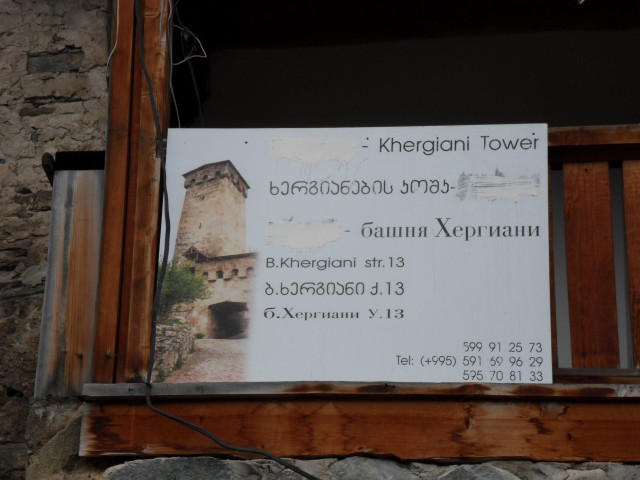 - Khergiani Tower
ხერგიანების კოშკ-
- башня Хергиани
B.Khergiani str.13
ბ.ხერგიანი ქ.13
б.Хергиани У.13
599 91 25 73
Tel: (+995) 591 69 96 29
595 70 81 33